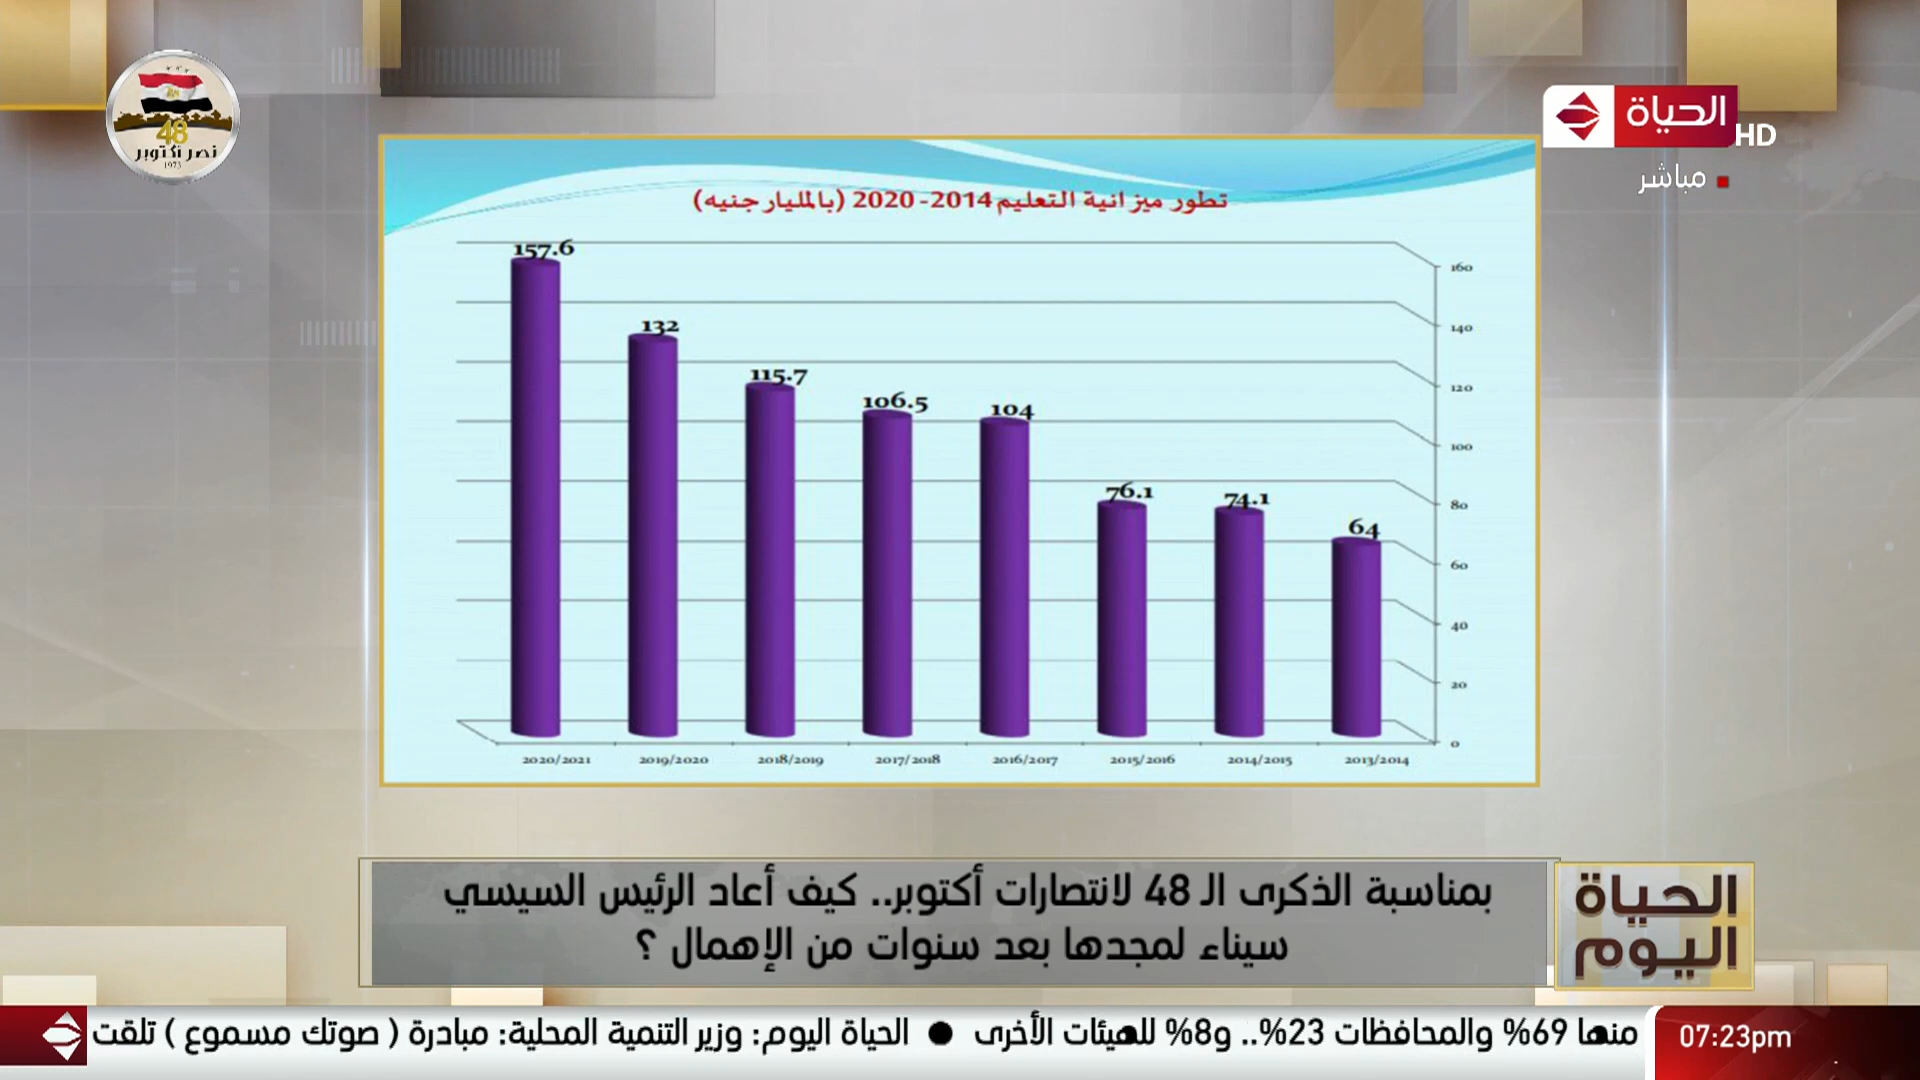 48
نصر أكتوبر
1973
الحياة
HD
مباشر
تطور ميزانية التعليم 2014- 2020 (بالمليار جنيه)
157.6
132
115.7
106.5
104
76.1
74.1
64
160
140
120
100
80
60
40
20
0
2013/2014
2014/2015
2015/2016
2016/2017
2017/2018
2018/2019
2019/2020
2020/2021
بمناسبة الذكرى الـ 48 لانتصارات أكتوبر.. كيف أعاد الرئيس السيسي
سيناء لمجدها بعد سنوات من الإهمال ؟
الحياة
اليوم
منها 69% والمحافظات 23%.. و8% للهيئات الأخرى ● الحياة اليوم: وزير التنمية المحلية: مبادرة ( صوتك مسموع ) تلقت
07:23pm